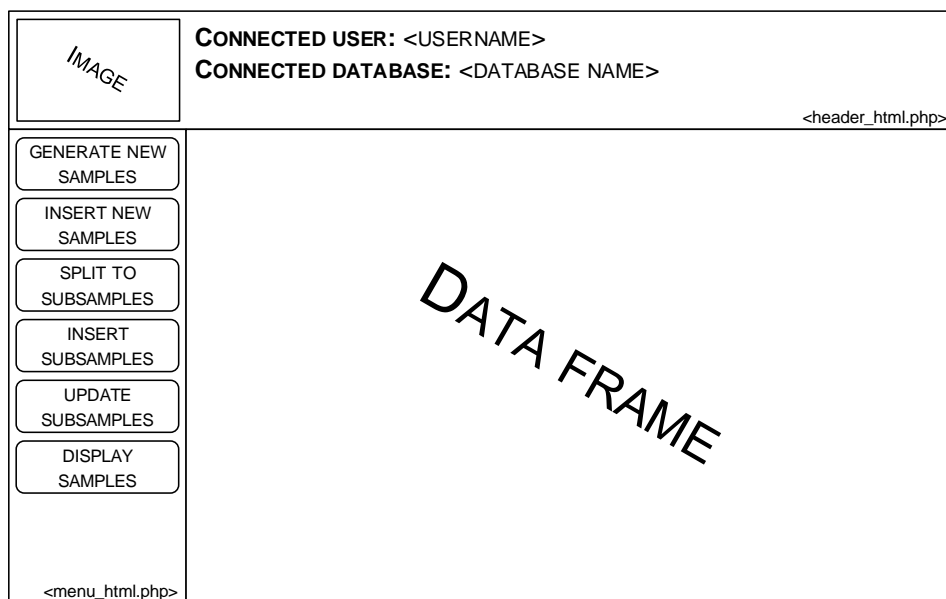 IMAGE
CONNECTED USER: <USERNAME>
CONNECTED DATABASE: <DATABASE NAME>
<header_html.php>
GENERATE NEW
SAMPLES
INSERT NEW
SAMPLES
SPLIT TO
SUBSAMPLES
INSERT
SUBSAMPLES
UPDATE
SUBSAMPLES
DISPLAY
SAMPLES
<menu_html.php>
DATA FRAME